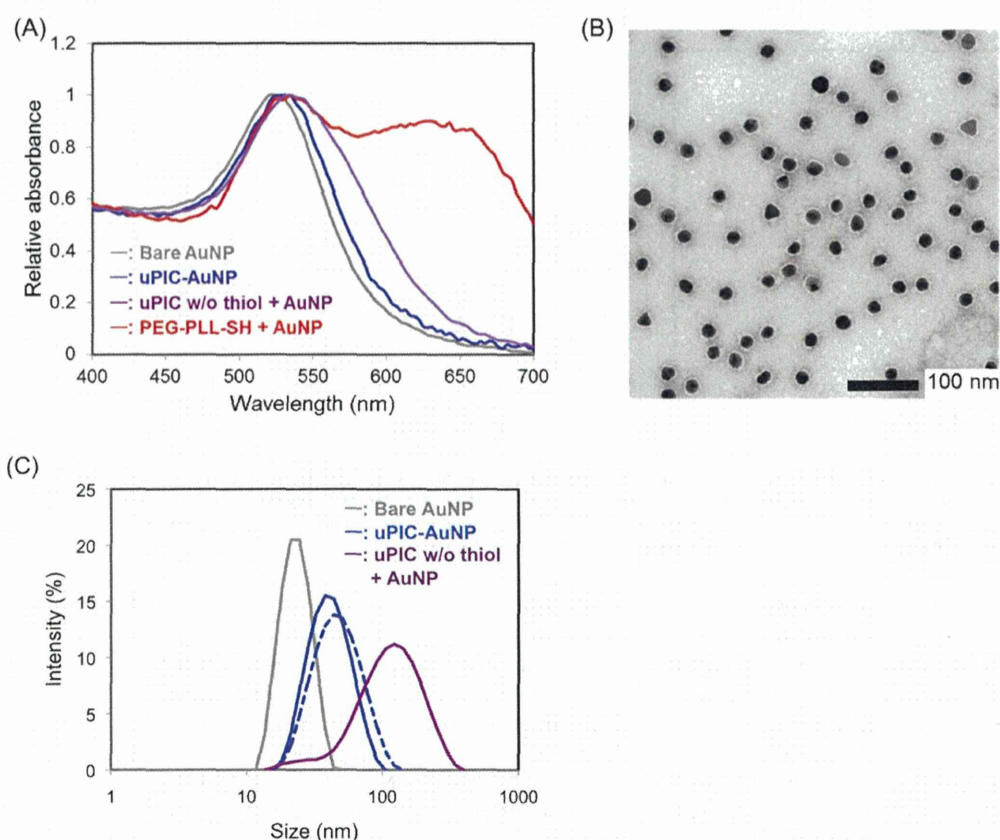 (A)
1.2
1
0.8
0.6
0.4
0.2
0
Relative absorbance
—: Bare AuNP
—: uPIC-AuNP
—: uPIC w/o thiol + AuNP
—: PEG-PLL-SH + AuNP
400 450 500 550 600 650 700
Wavelength (nm)
(B)
100 nm
(C)
25
20
15
10
5
0
Intensity (%)
—: Bare AuNP
—: uPIC-AuNP
—: uPIC w/o thiol
+ AuNP
1 10 100 1000
Size (nm)